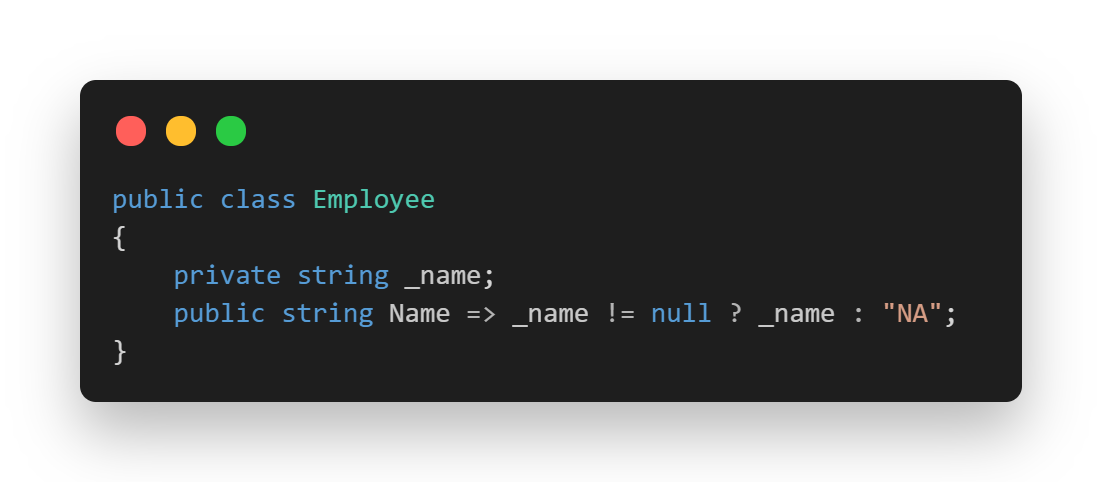 public class Employee
{
    private string _name;
    public string Name => _name != null ? _name : "NA";
}